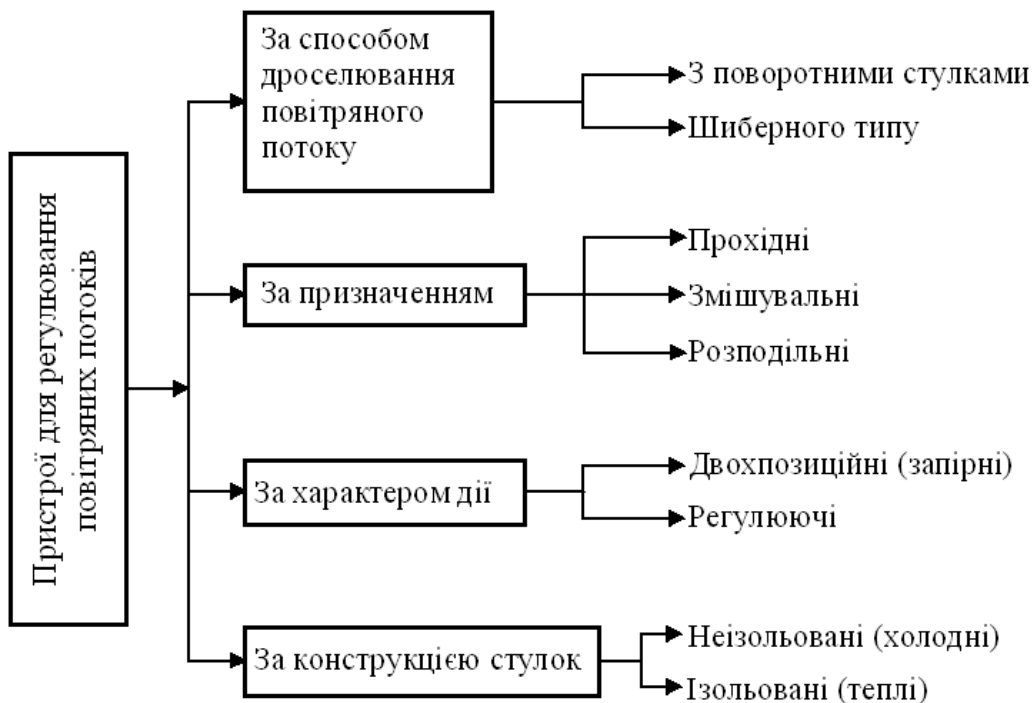 Пристрої для регулювання
повітряних потоків
За способом
дроселювання
повітряного
потоку
З поворотними стулками
Шиберного типу
За призначенням
Прохідні
Змішувальні
Розподільні
За характером дії
Двохпозиційні (запірні)
Регулюючі
За конструкцією стулок
Неізольовані (холодні)
Ізольовані (теплі)